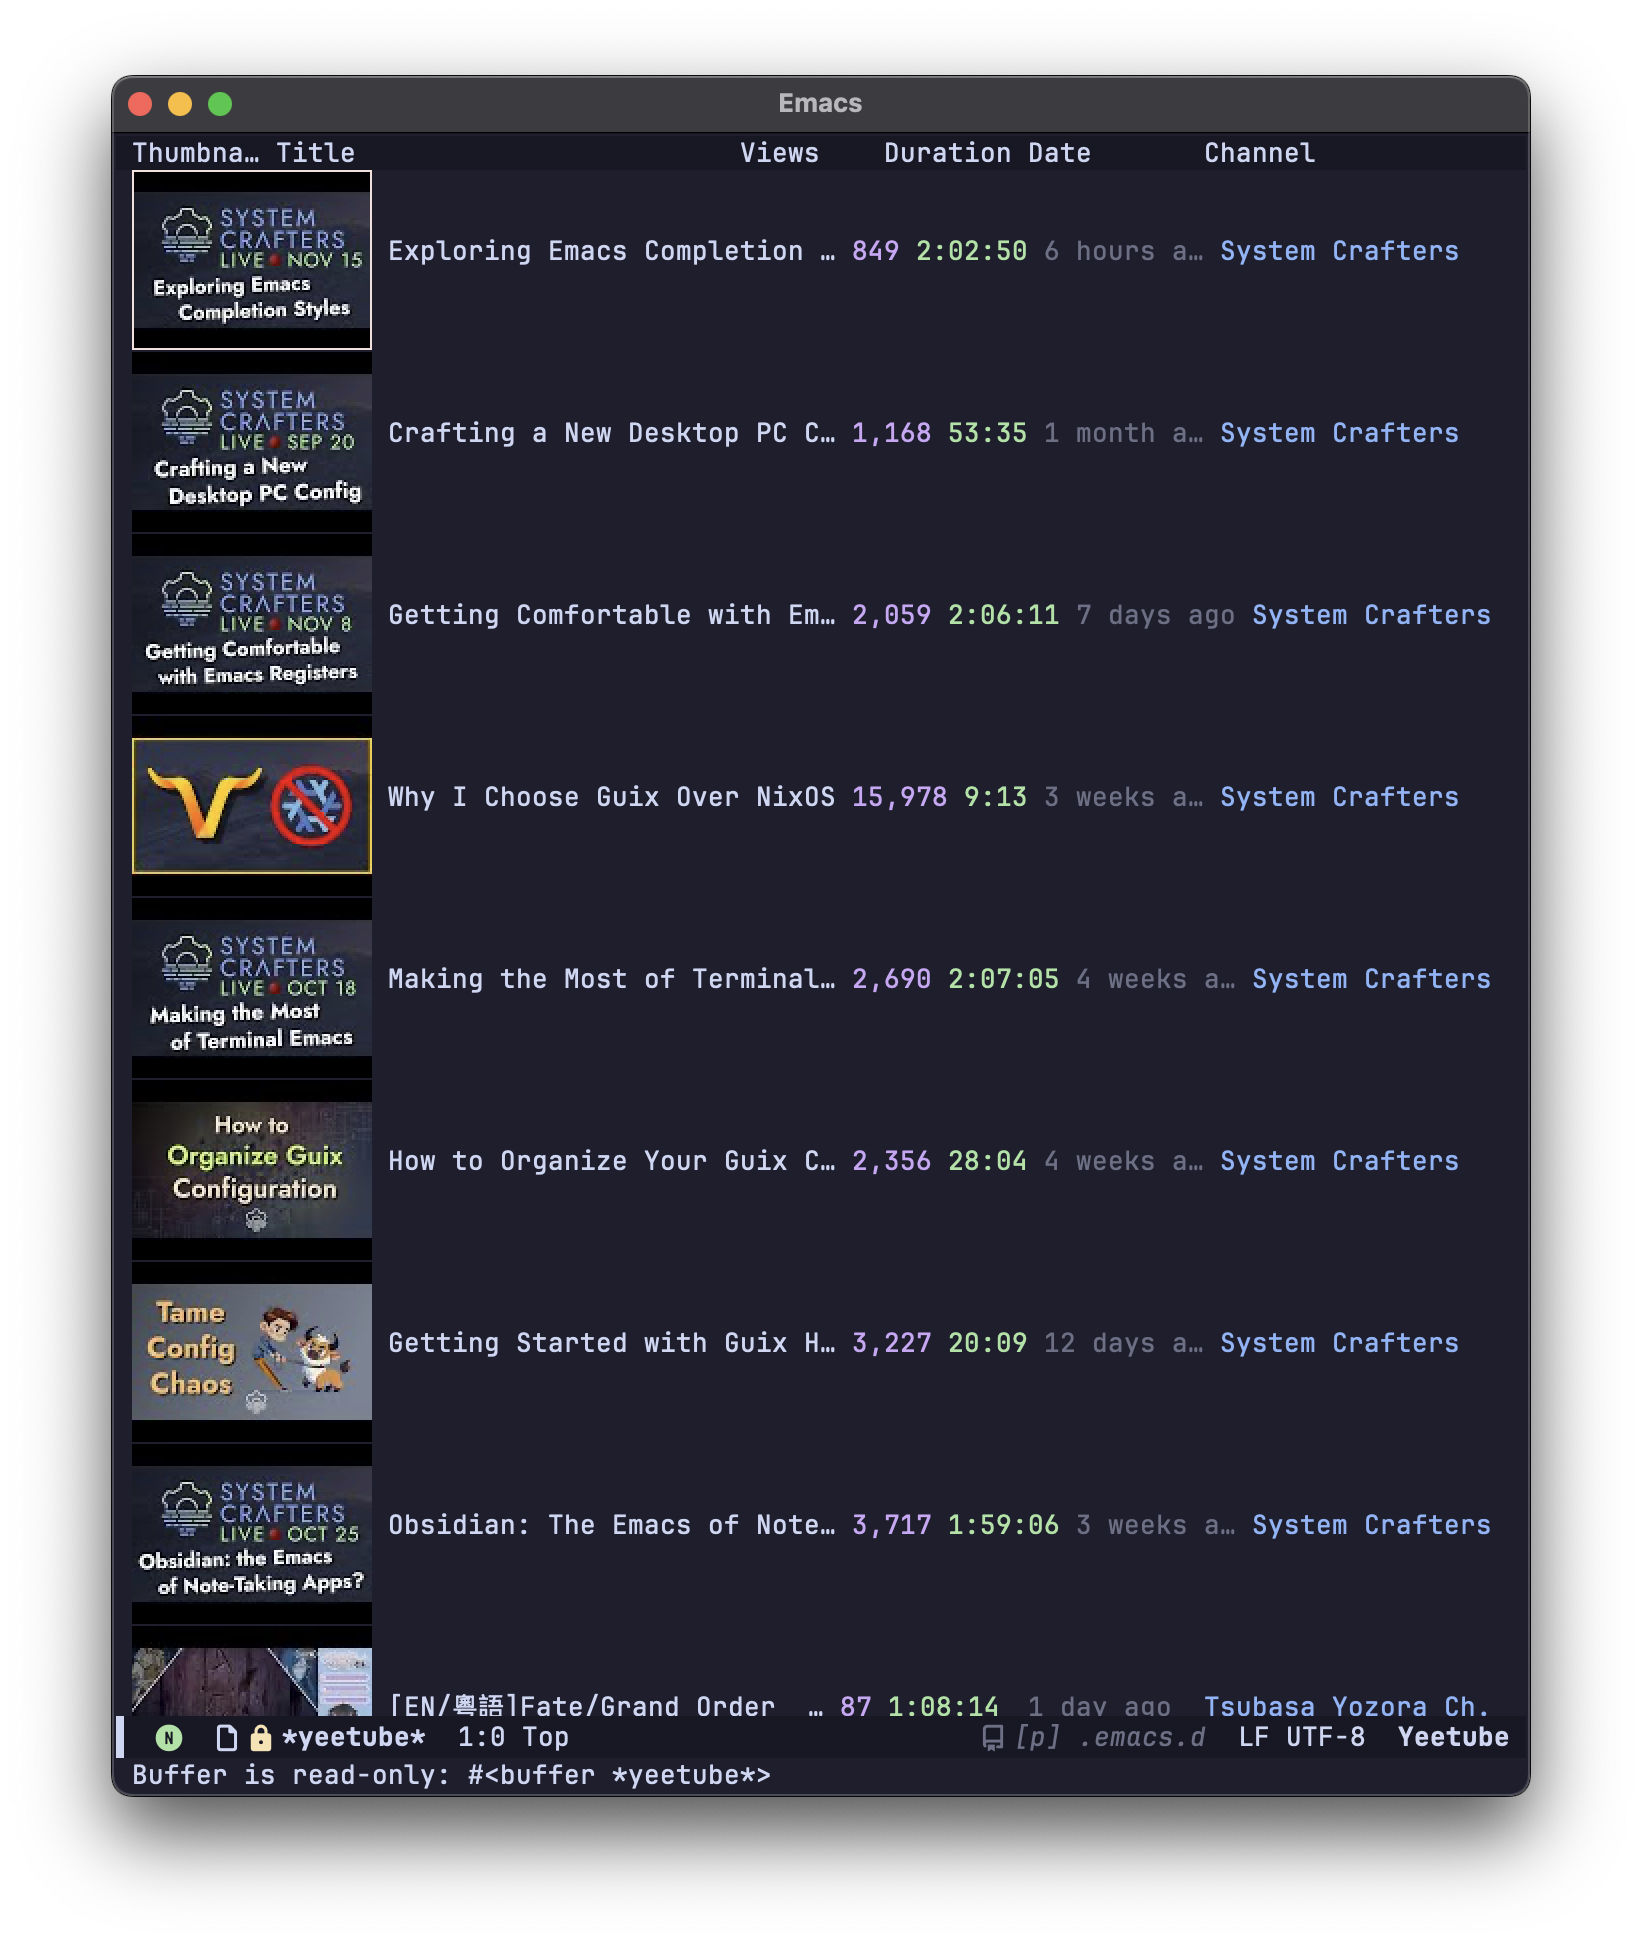 Emacs
Thumbna… Title Views Duration Date Channel
SYSTEM
CRAFTERS
LIVE NOV 15
Exploring Emacs
Completion Styles
Exploring Emacs Completion … 849 2:02:50 6 hours a… System Crafters
SYSTEM
CRAFTERS
LIVE SEP 20
Crafting a New
Desktop PC Config
Crafting a New Desktop PC C… 1,168 53:35 1 month a… System Crafters
SYSTEM
CRAFTERS
LIVE NOV 8
Getting Comfortable
with Emacs Registers
Getting Comfortable with Em… 2,059 2:06:11 7 days ago System Crafters
Why I Choose Guix Over NixOS 15,978 9:13 3 weeks a… System Crafters
SYSTEM
CRAFTERS
LIVE OCT 18
Making the Most
of Terminal Emacs
Making the Most of Terminal… 2,690 2:07:05 4 weeks a… System Crafters
How to
Organize Guix
Configuration
How to Organize Your Guix C… 2,356 28:04 4 weeks a… System Crafters
Tame
Config
Chaos
Getting Started with Guix H… 3,227 20:09 12 days a… System Crafters
SYSTEM
CRAFTERS
LIVE OCT 25
Obsidian: the Emacs
of Note-Taking Apps?
Obsidian: The Emacs of Note… 3,717 1:59:06 3 weeks a… System Crafters
[EN/粵語]Fate/Grand Order … 87 1:08:14 1 day ago Tsubasa Yozora Ch.
N *yeetube* 1:0 Top [p] .emacs.d LF UTF-8 Yeetube
Buffer is read-only: #<buffer *yeetube*>